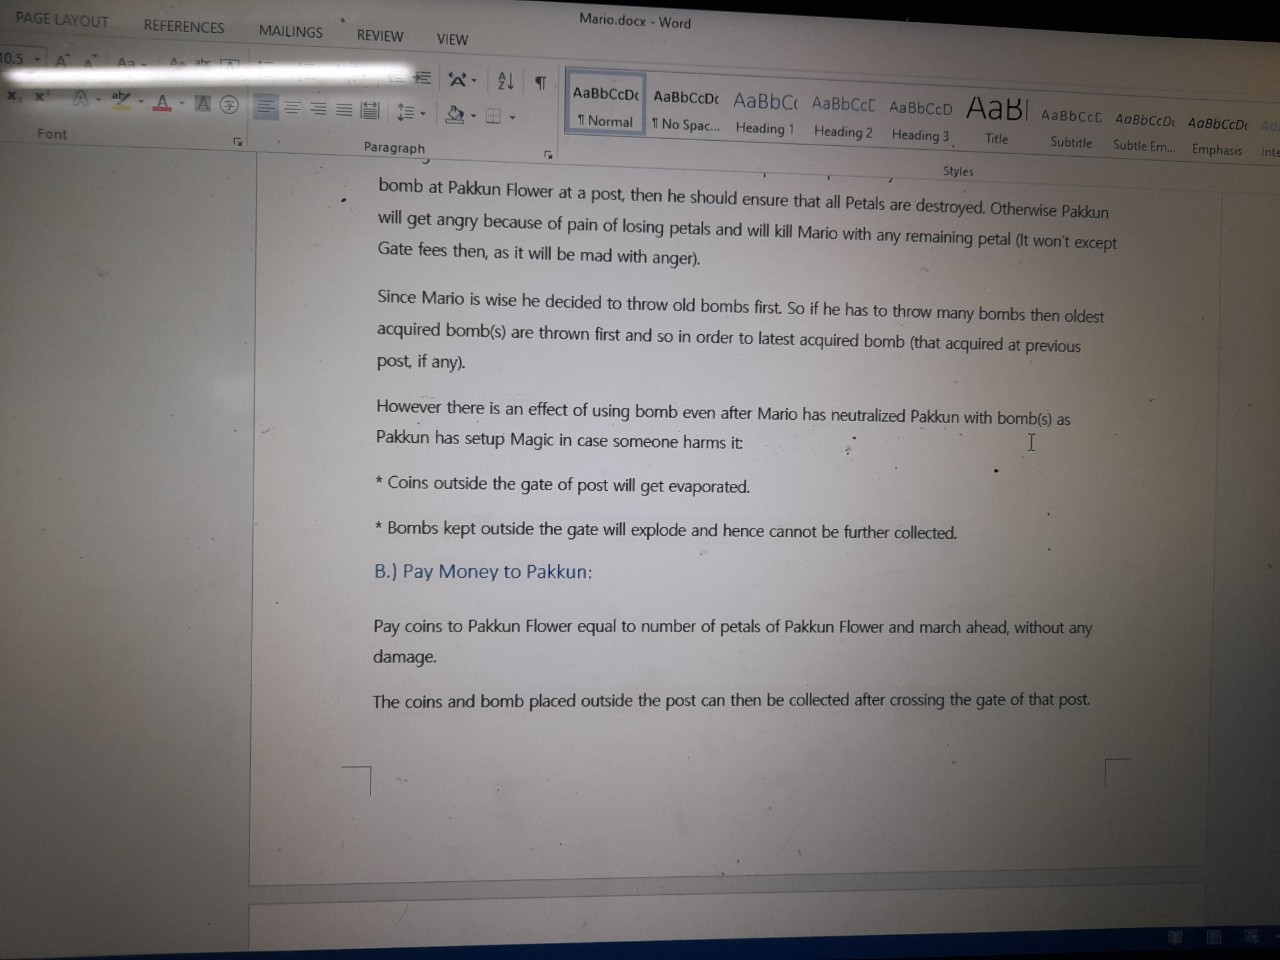 Mario.docx - Word
PAGE LAYOUT REFERENCES MAILINGS REVIEW VIEW
10.5
AaBbCcDc AaBbCcDc AaBbC( AaBbCcC AaBbCcD AaB AaBbCcC AaBbCcDt AaBbCcDt
¶ Normal ¶ No Spac... Heading 1 Heading 2 Heading 3 Title Subtitle Subtle Em... Emphasis
Font Paragraph Styles
bomb at Pakkun Flower at a post, then he should ensure that all Petals are destroyed. Otherwise Pakkun
will get angry because of pain of losing petals and will kill Mario with any remaining petal (It won't except
Gate fees then, as it will be mad with anger).
Since Mario is wise he decided to throw old bombs first. So if he has to throw many bombs then oldest
acquired bomb(s) are thrown first and so in order to latest acquired bomb (that acquired at previous
post, if any).
However there is an effect of using bomb even after Mario has neutralized Pakkun with bomb(s) as
Pakkun has setup Magic in case someone harms it:
* Coins outside the gate of post will get evaporated.
* Bombs kept outside the gate will explode and hence cannot be further collected.
B.) Pay Money to Pakkun:
Pay coins to Pakkun Flower equal to number of petals of Pakkun Flower and march ahead, without any
damage.
The coins and bomb placed outside the post can then be collected after crossing the gate of that post.